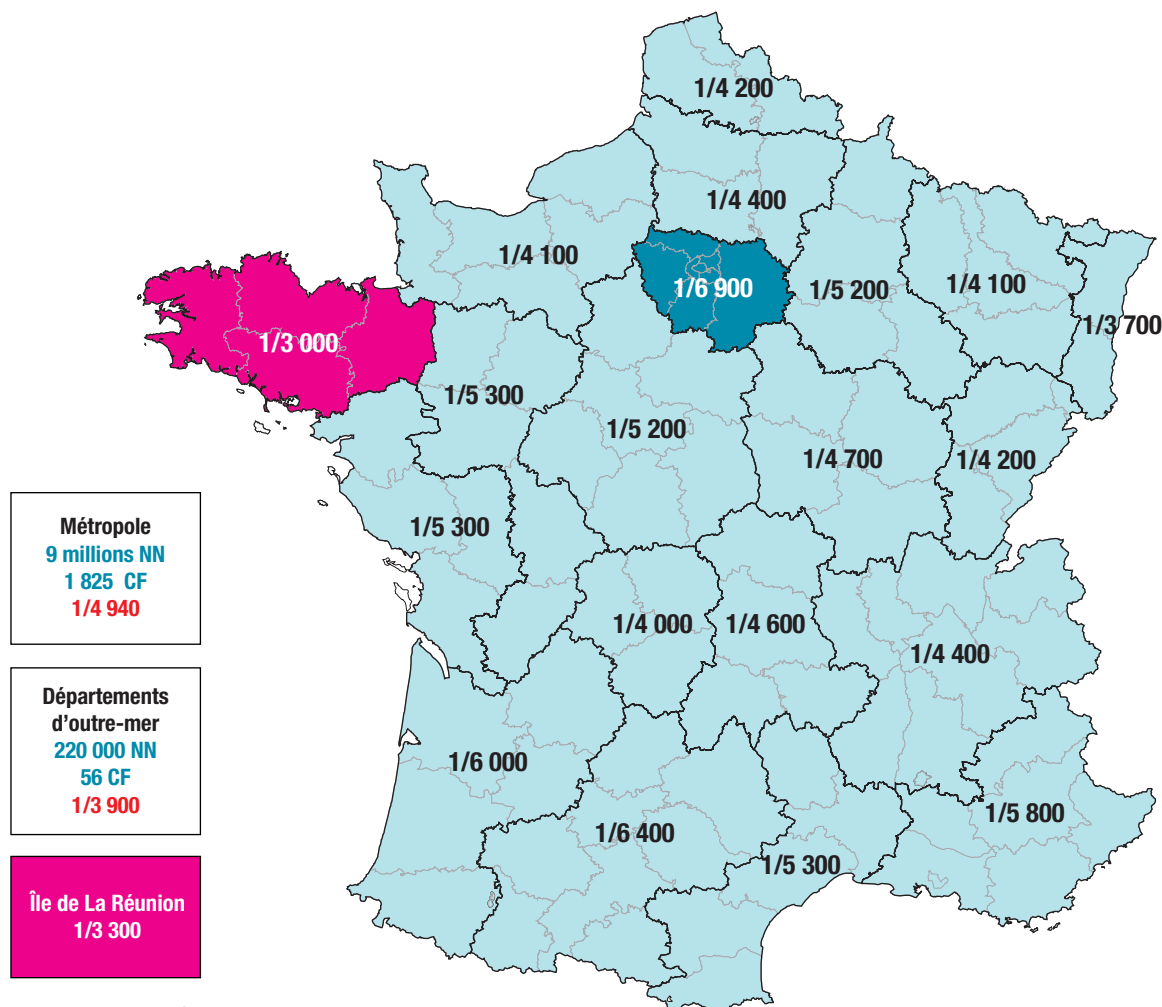 1/4 200
1/4 400
1/4 100
1/6 900
1/5 200
1/4 100
1/3 700
1/3 000
1/5 300
1/5 200
1/4 700
1/4 200
1/5 300
1/4 000
1/4 600
1/4 400
1/6 000
1/6 400
1/5 300
1/5 800
Métropole
9 millions NN
1 825 CF
1/4 940
Départements
d'outre-mer
220 000 NN
56 CF
1/3 900
Île de La Réunion
1/3 300